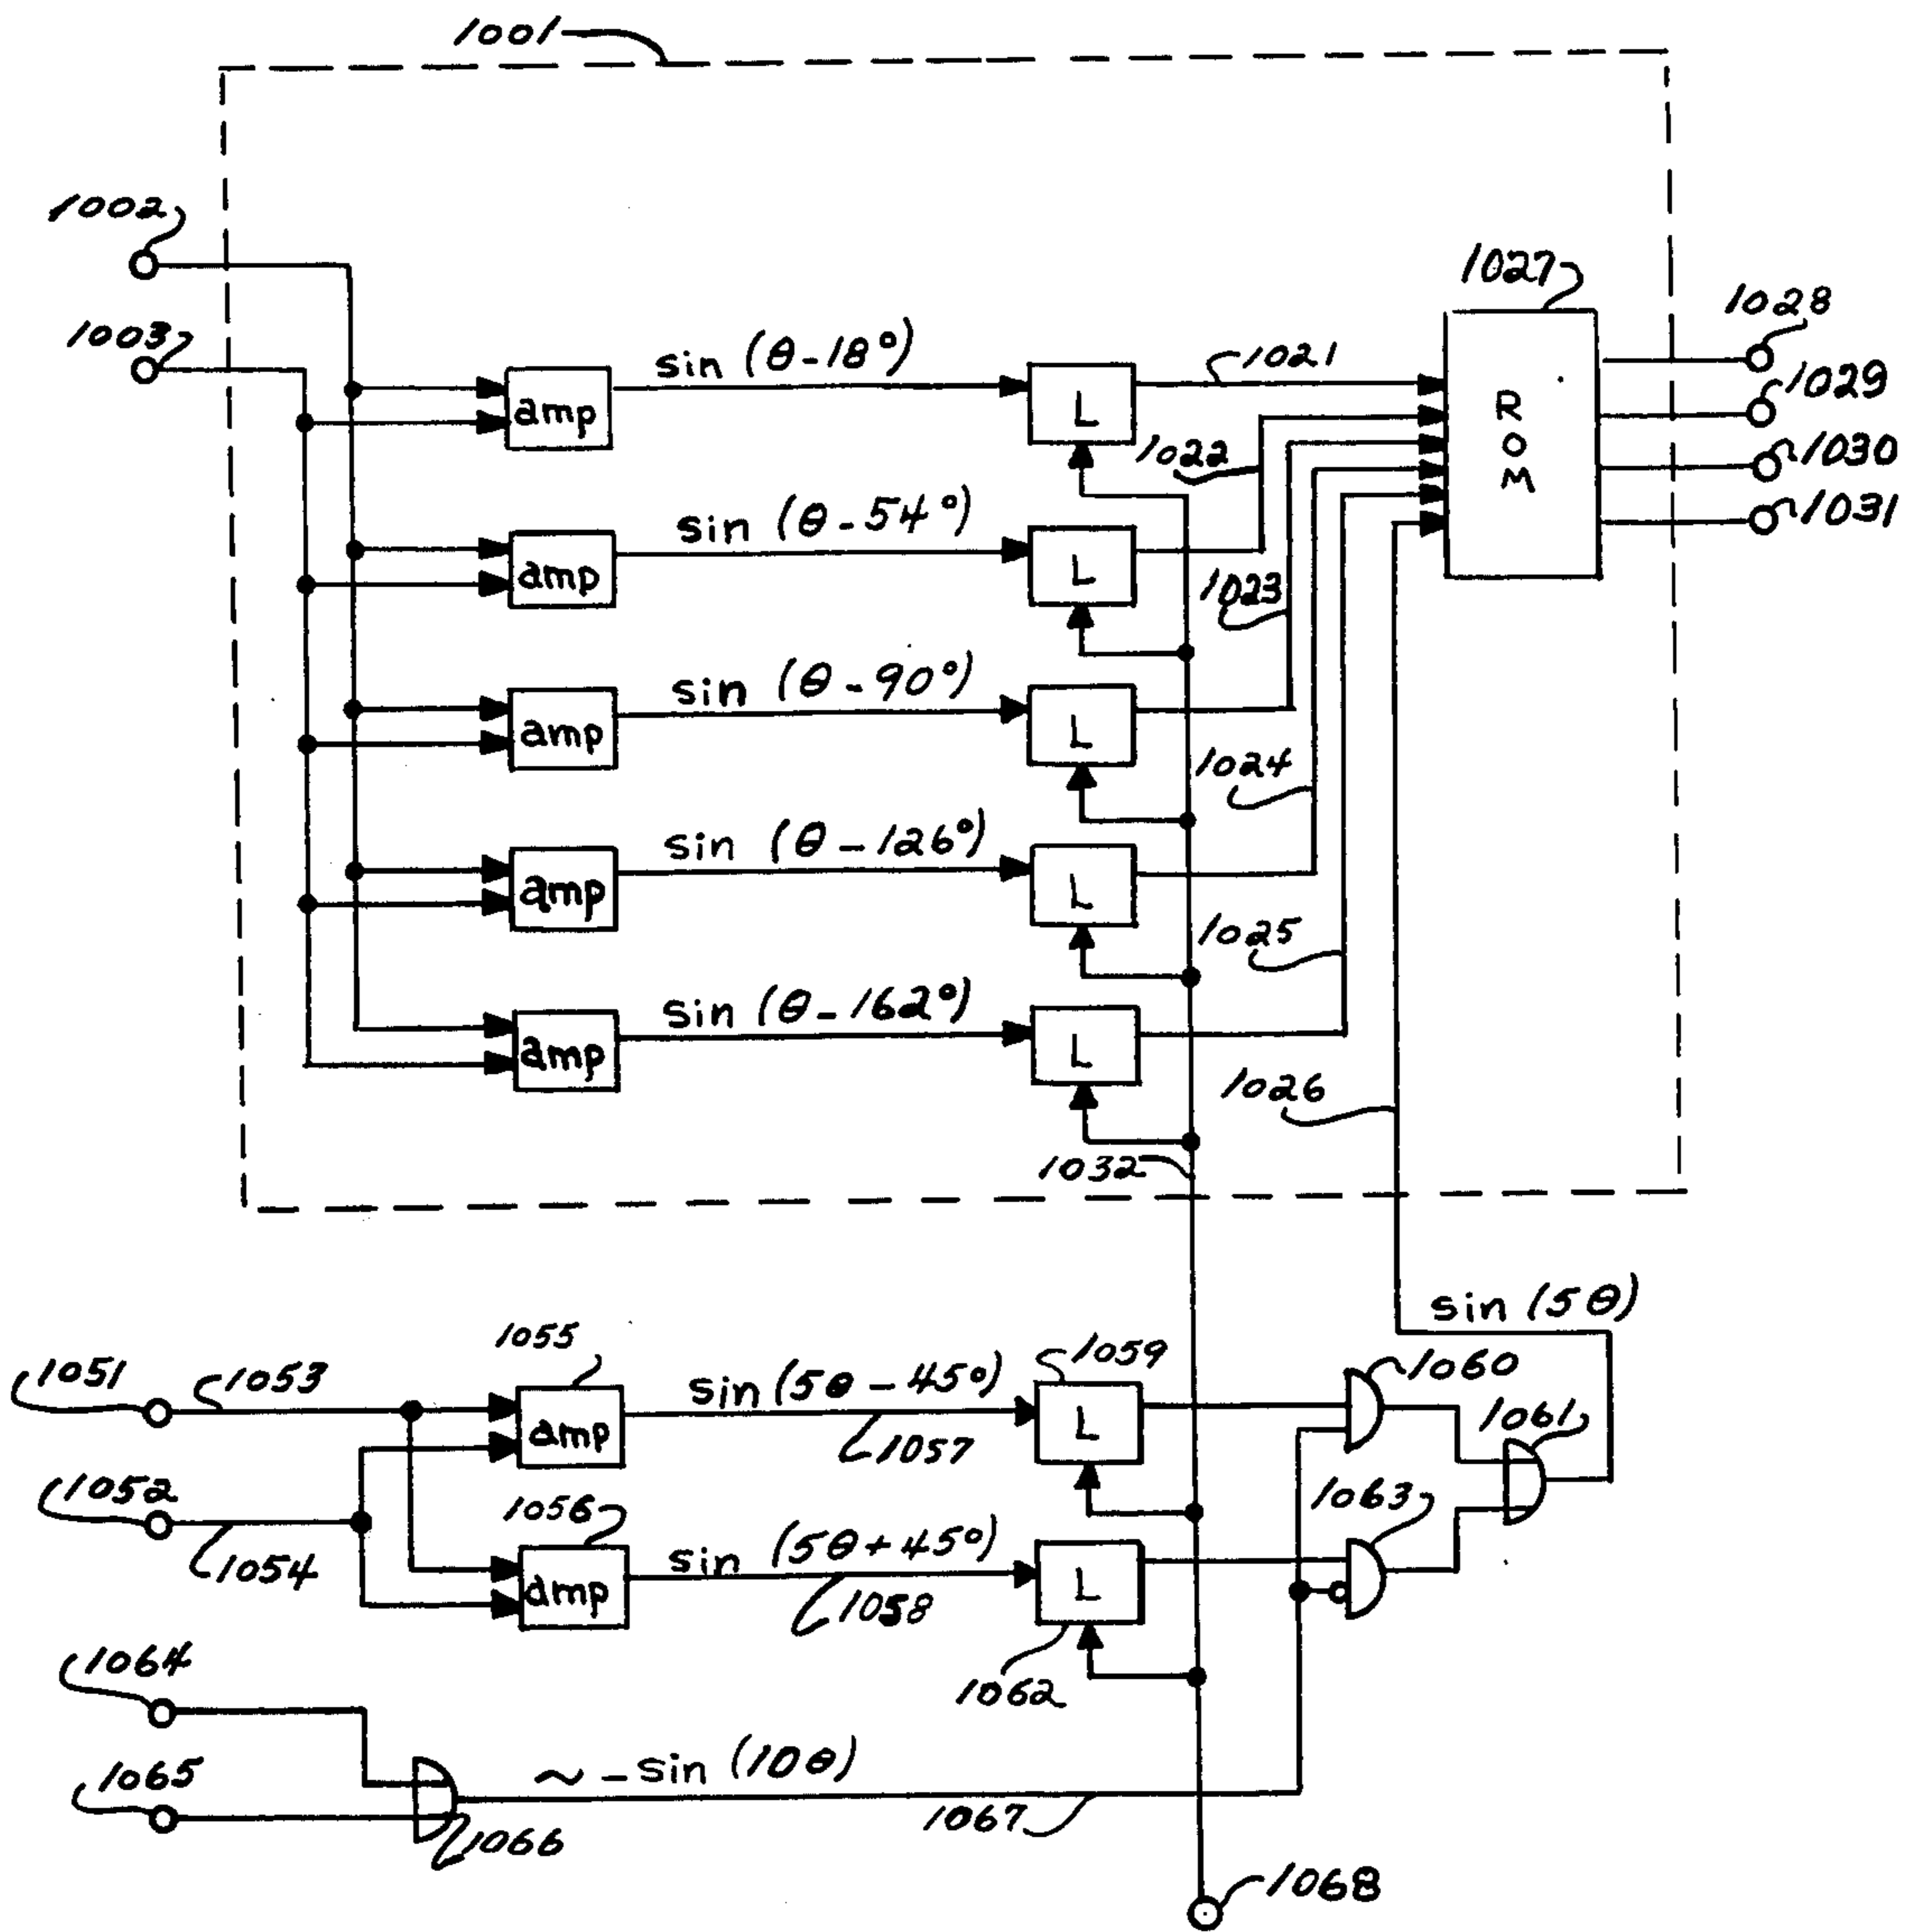 1001
1002
1003
1027
1028
1029
1030
1031
sin (θ-18°)
1021
amp
L
R
O
M
1022
sin (θ-54°)
amp
L
1023
sin (θ-90°)
amp
L
1024
sin (θ-126°)
amp
L
1025
sin (θ-162°)
amp
L
1026
1032
sin (5θ)
1051
1053
1055
sin (5θ-45°)
1059
1060
amp
1057
L
1061
1052
1054
1056
sin (5θ+45°)
1063
amp
1058
L
1062
1064
1065
~ -sin (10θ)
1066
1067
1068